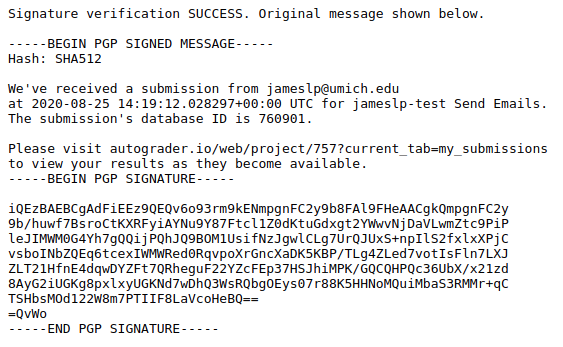 Signature verification SUCCESS. Original message shown below.
-----BEGIN PGP SIGNED MESSAGE-----
Hash: SHA512
We've received a submission from jameslp@umich.edu
at 2020-08-25 14:19:12.028297+00:00 UTC for jameslp-test Send Emails.
The submission's database ID is 760901.
Please visit autograder.io/web/project/757?current_tab=my_submissions
to view your results as they become available.
-----BEGIN PGP SIGNATURE-----
iQEzBAEBCgAdFiEEz9QEQv6o93rm9kENmpgnFC2y9b8FAl9FHeAACgkQmpgnFC2y
9b/huwf7BsroCtKXRFyiAYNu9Y87Ftcl1Z0dKtuGdxgt2YWwvNjDaVLwmZtc9PiP
leJIMWM0G4Yh7gQQijPQhJQ9BOM1UsifNzJgwlCLg7UrQJUxS+npIlS2fxlxXPjC
vsboINbZQEq6tcexIWMWRed0RqvpoXrGncXaDK5KBP/TLg4ZLed7votIsFln7LXJ
ZLT21HfnE4dqwDYZFt7QRheguF22YZcFEp37HSJhiMPK/GQCQHPQc36UbX/x21zd
8AyG2iUGKg8pxlxyUGKNd7wDhQ3WsRQbgOEys07r88K5HHNoMQuiMbaS3RMMr+qC
TSHbsMOd122W8m7PTIIF8LaVcoHeBQ==
=QvWo
-----END PGP SIGNATURE-----